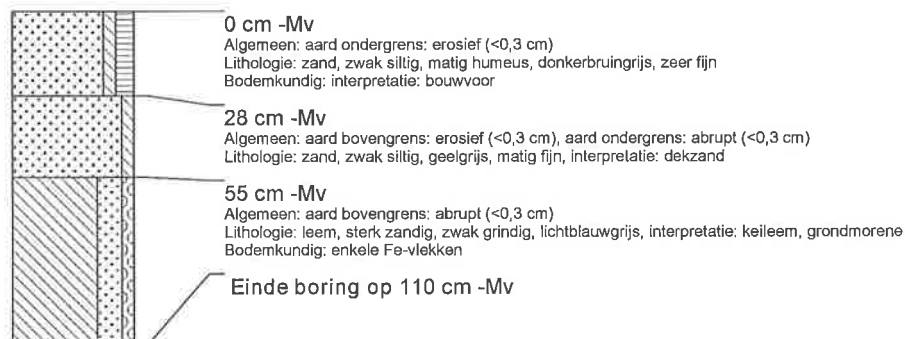 0 cm -Mv
Algemeen: aard ondergrens: erosief (<0,3 cm)
Lithologie: zand, zwak siltig, matig humeus, donkerbruingrijs, zeer fijn
Bodemkundig: interpretatie: bouwvoor
28 cm -Mv
Algemeen: aard bovengrens: erosief (<0,3 cm), aard ondergrens: abrupt (<0,3 cm)
Lithologie: zand, zwak siltig, geelgrijs, matig fijn, interpretatie: dekzand
55 cm -Mv
Algemeen: aard bovengrens: abrupt (<0,3 cm)
Lithologie: leem, sterk zandig, zwak grindig, lichtblauwgrijs, interpretatie: keileem, grondmorene
Bodemkundig: enkele Fe-vlekken
Einde boring op 110 cm -Mv